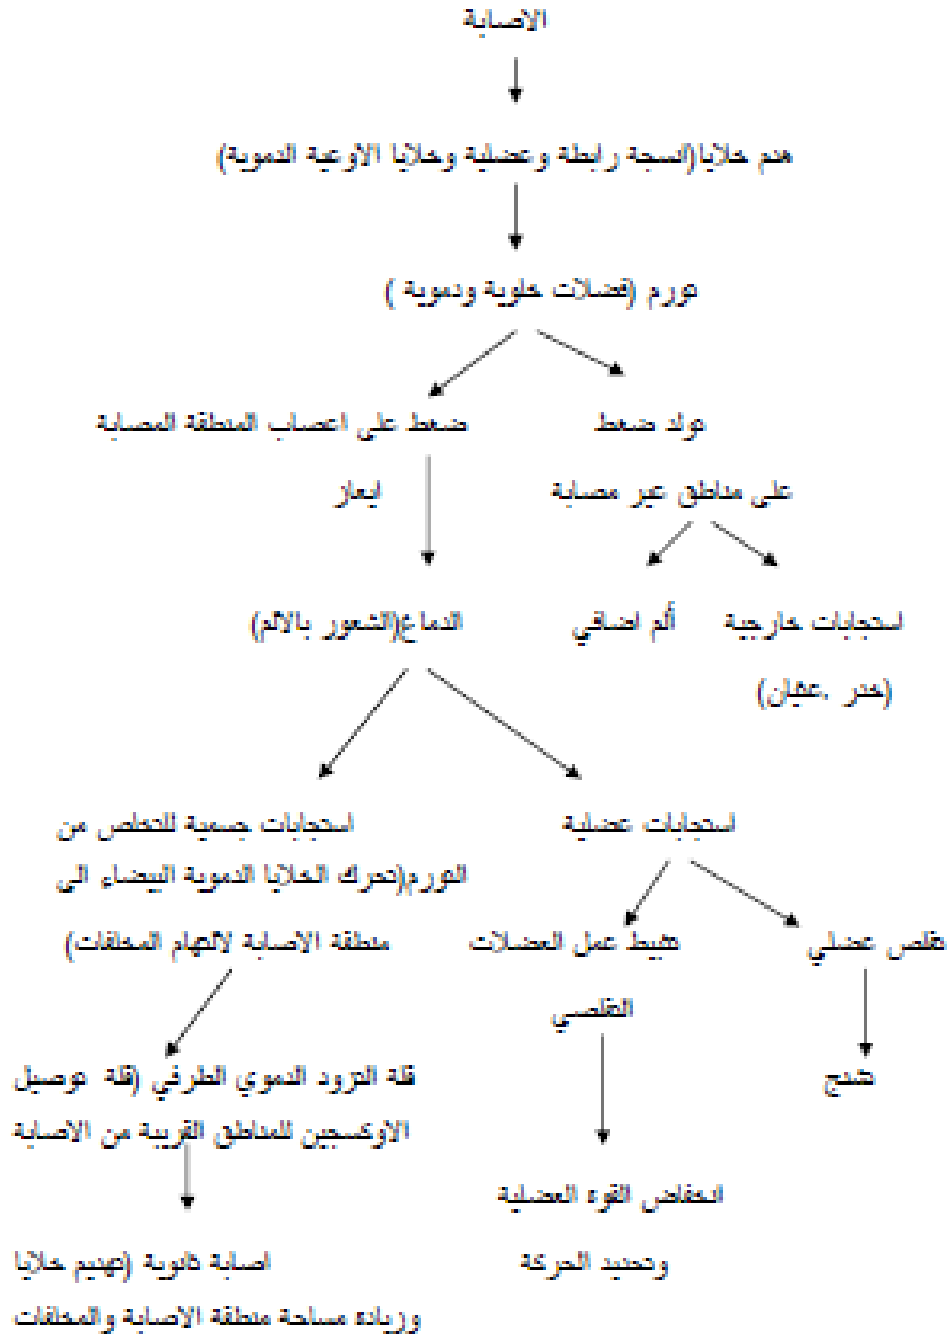 الاصابة
هدم خلايا(انسجة رابطة وعضلية وخلايا الاوعية الدموية)
تورم (فضلات خلوية ودموية )
تولد ضغط
ضغط على اعصاب المنطقة المصابة
على مناطق غير مصابة
ايعاز
استجابات خارجية
ألم اضافي
الدماغ(الشعور بالالم)
(خدر ،غثيان)
استجابات عضلية
استجابات جسمية للتخلص من
التورم(تحرك الخلايا الدموية البيضاء الى
تقلص عضلي
تثبيط عمل العضلات
منطقة الاصابة لالتهام المخلفات)
التقلصي
تشنج
قلة التزود الدموي الطرفي (قلة توصيل
الاوكسجين للمناطق القريبة من الاصابة
انخفاض القوة العضلية
اصابة ثانوية (تهديم خلايا
وتحديد الحركة
وزيادة مساحة منطقة الاصابة والمخلفات